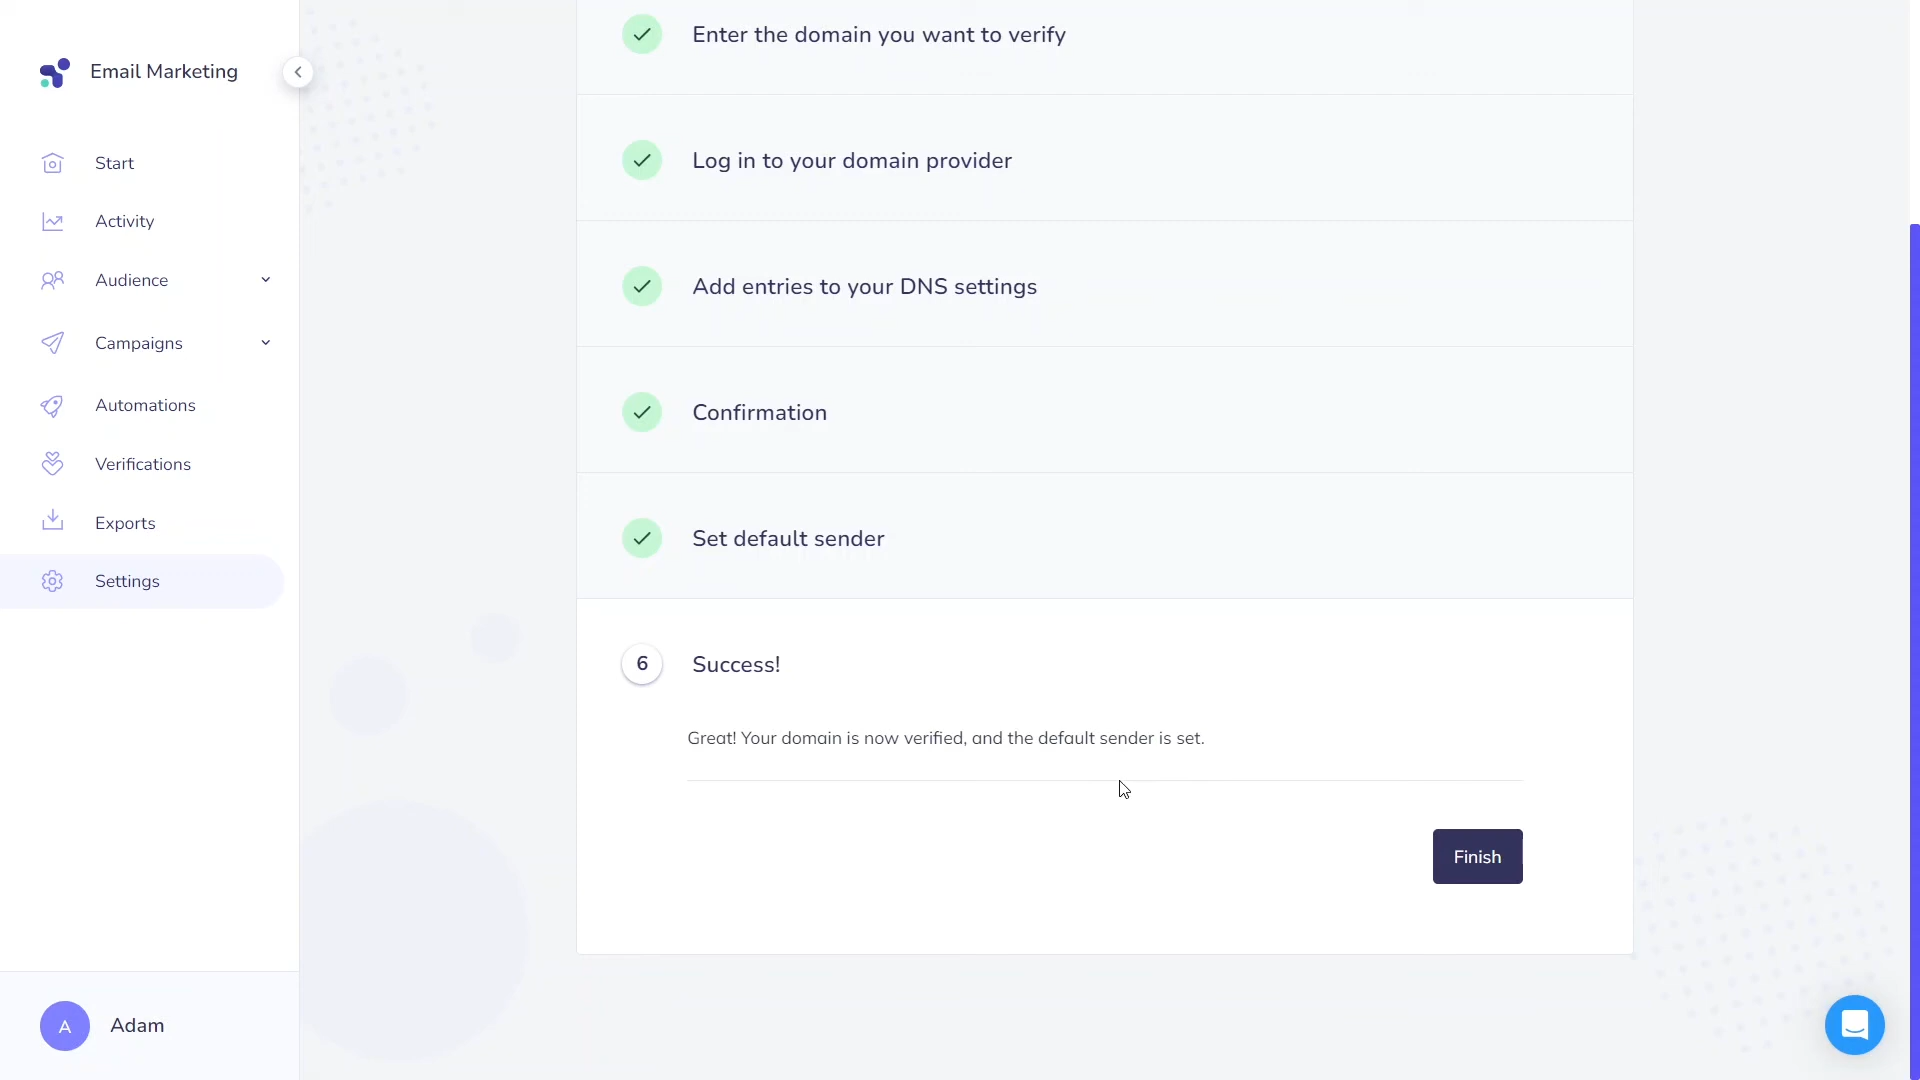 Email Marketing
Start
Activity
Audience
Campaigns
Automations
Verifications
Exports
Settings
A
Adam
Enter the domain you want to verify
Log in to your domain provider
Add entries to your DNS settings
Confirmation
Set default sender
6
Success!
Great! Your domain is now verified, and the default sender is set.
Finish